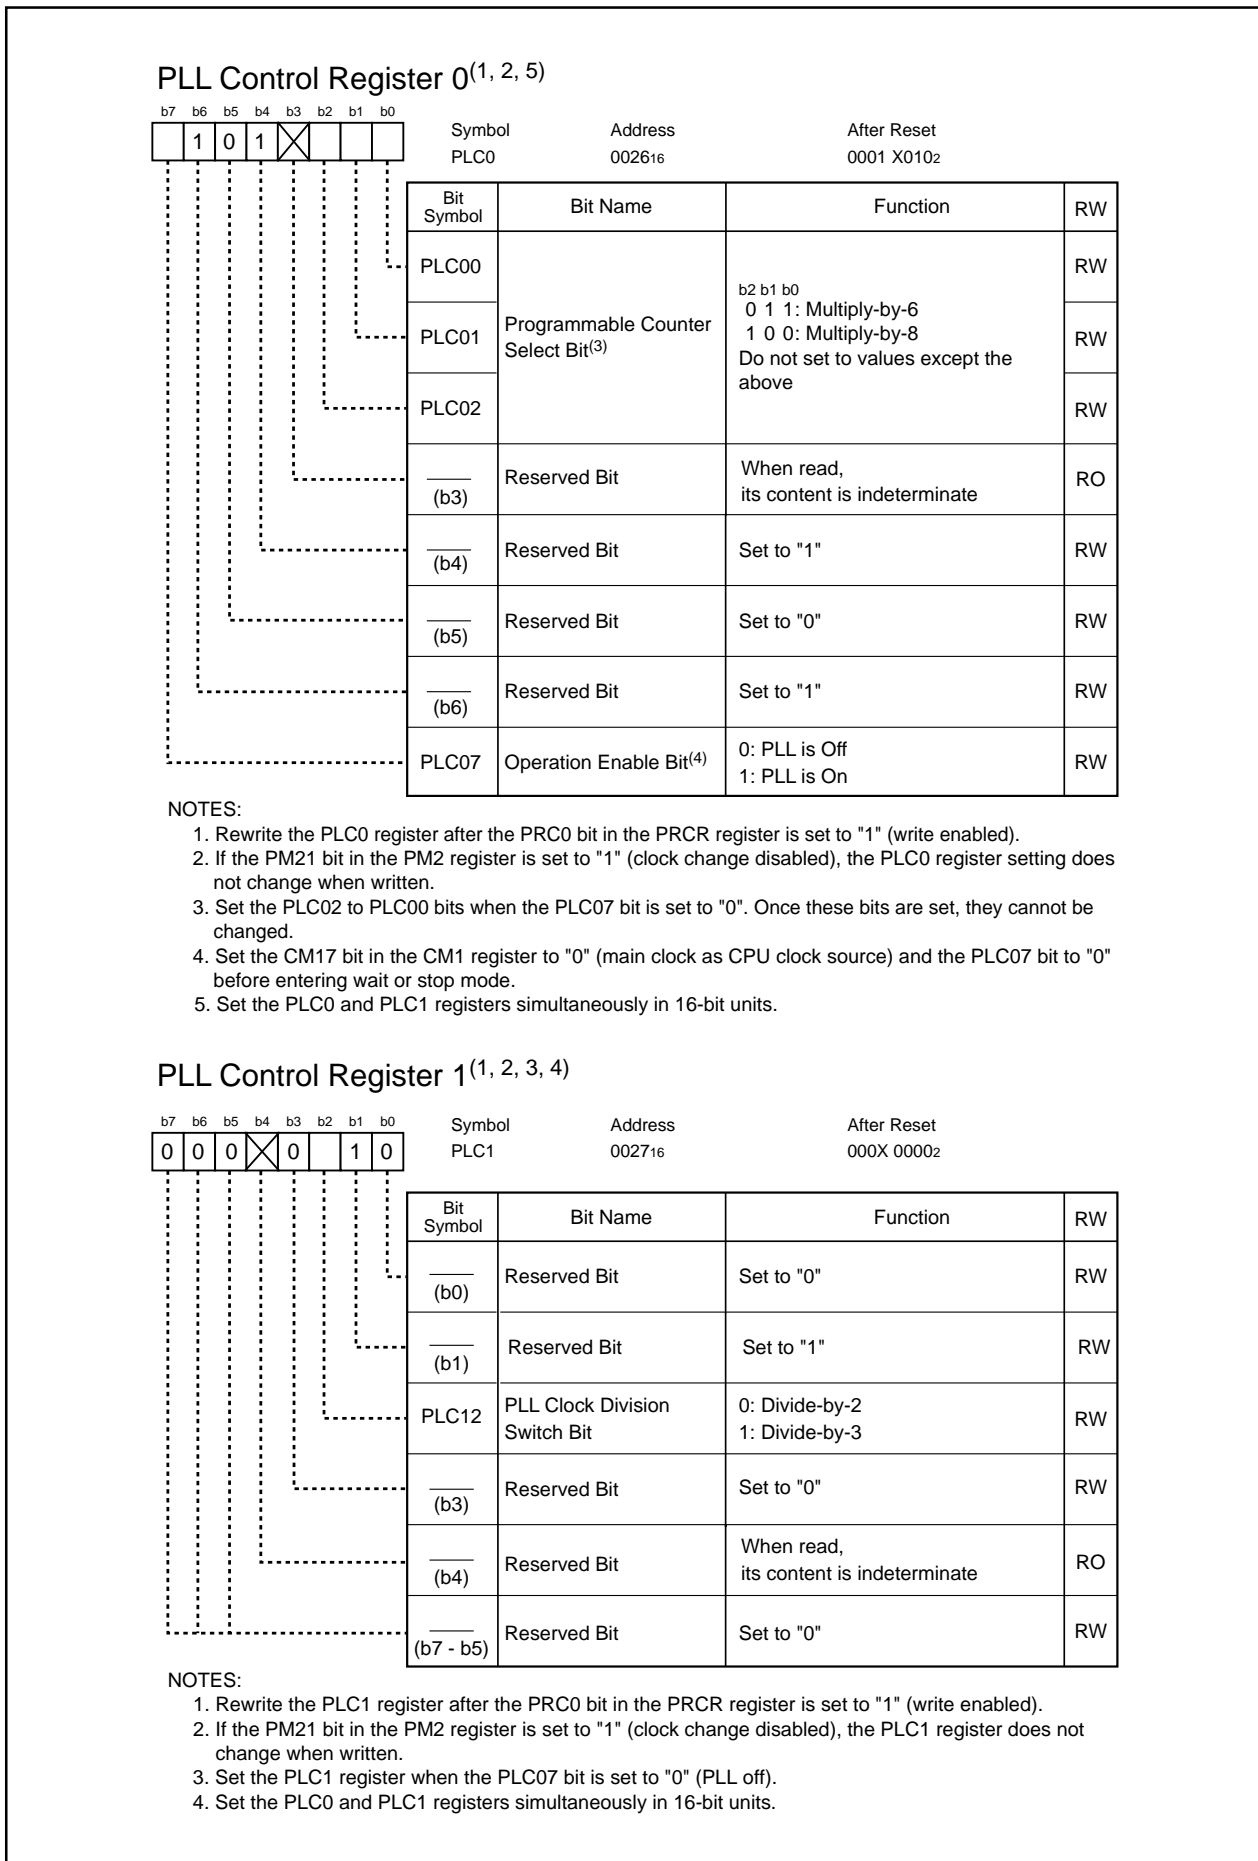 PLL Control Register 0(1, 2, 5)
b7 b6 b5 b4 b3 b2 b1 b0
1 0 1
Symbol Address After Reset
PLC0 002616 0001 X0102
Bit Symbol Bit Name Function RW
PLC00 RW
PLC01 Programmable Counter Select Bit(3) RW
b2 b1 b0
0 1 1: Multiply-by-6
1 0 0: Multiply-by-8
Do not set to values except the
above
PLC02 RW
(b3) Reserved Bit When read, RO
its content is indeterminate
(b4) Reserved Bit Set to "1" RW
(b5) Reserved Bit Set to "0" RW
(b6) Reserved Bit Set to "1" RW
PLC07 Operation Enable Bit(4) 0: PLL is Off RW
1: PLL is On
NOTES:
1. Rewrite the PLC0 register after the PRC0 bit in the PRCR register is set to "1" (write enabled).
2. If the PM21 bit in the PM2 register is set to "1" (clock change disabled), the PLC0 register setting does
not change when written.
3. Set the PLC02 to PLC00 bits when the PLC07 bit is set to "0". Once these bits are set, they cannot be
changed.
4. Set the CM17 bit in the CM1 register to "0" (main clock as CPU clock source) and the PLC07 bit to "0"
before entering wait or stop mode.
5. Set the PLC0 and PLC1 registers simultaneously in 16-bit units.
PLL Control Register 1(1, 2, 3, 4)
b7 b6 b5 b4 b3 b2 b1 b0
0 0 0 0 1 0
Symbol Address After Reset
PLC1 002716 000X 00002
Bit Symbol Bit Name Function RW
(b0) Reserved Bit Set to "0" RW
(b1) Reserved Bit Set to "1" RW
PLC12 PLL Clock Division 0: Divide-by-2 RW
Switch Bit 1: Divide-by-3
(b3) Reserved Bit Set to "0" RW
(b4) Reserved Bit When read, RO
its content is indeterminate
(b7 - b5) Reserved Bit Set to "0" RW
NOTES:
1. Rewrite the PLC1 register after the PRC0 bit in the PRCR register is set to "1" (write enabled).
2. If the PM21 bit in the PM2 register is set to "1" (clock change disabled), the PLC1 register does not
change when written.
3. Set the PLC1 register when the PLC07 bit is set to "0" (PLL off).
4. Set the PLC0 and PLC1 registers simultaneously in 16-bit units.